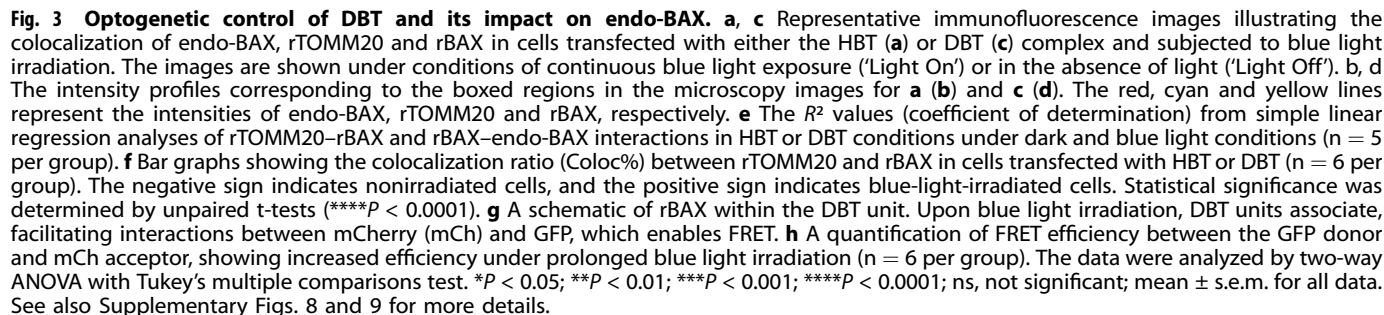 Fig. 3 Optogenetic control of DBT and its impact on endo-BAX. a, c Representative immunofluorescence images illustrating the
colocalization of endo-BAX, rTOMM20 and rBAX in cells transfected with either the HBT (a) or DBT (c) complex and subjected to blue light
irradiation. The images are shown under conditions of continuous blue light exposure (‘Light On’) or in the absence of light (‘Light Off’). b, d
The intensity profiles corresponding to the boxed regions in the microscopy images for a (b) and c (d). The red, cyan and yellow lines
represent the intensities of endo-BAX, rTOMM20 and rBAX, respectively. e The R² values (coefficient of determination) from simple linear
regression analyses of rTOMM20–rBAX and rBAX–endo-BAX interactions in HBT or DBT conditions under dark and blue light conditions (n = 5
per group). f Bar graphs showing the colocalization ratio (Coloc%) between rTOMM20 and rBAX in cells transfected with HBT or DBT (n = 6 per
group). The negative sign indicates nonirradiated cells, and the positive sign indicates blue-light-irradiated cells. Statistical significance was
determined by unpaired t-tests (****P < 0.0001). g A schematic of rBAX within the DBT unit. Upon blue light irradiation, DBT units associate,
facilitating interactions between mCherry (mCh) and GFP, which enables FRET. h A quantification of FRET efficiency between the GFP donor
and mCh acceptor, showing increased efficiency under prolonged blue light irradiation (n = 6 per group). The data were analyzed by two-way
ANOVA with Tukey’s multiple comparisons test. *P < 0.05; **P < 0.01; ***P < 0.001; ****P < 0.0001; ns, not significant; mean ± s.e.m. for all data.
See also Supplementary Figs. 8 and 9 for more details.